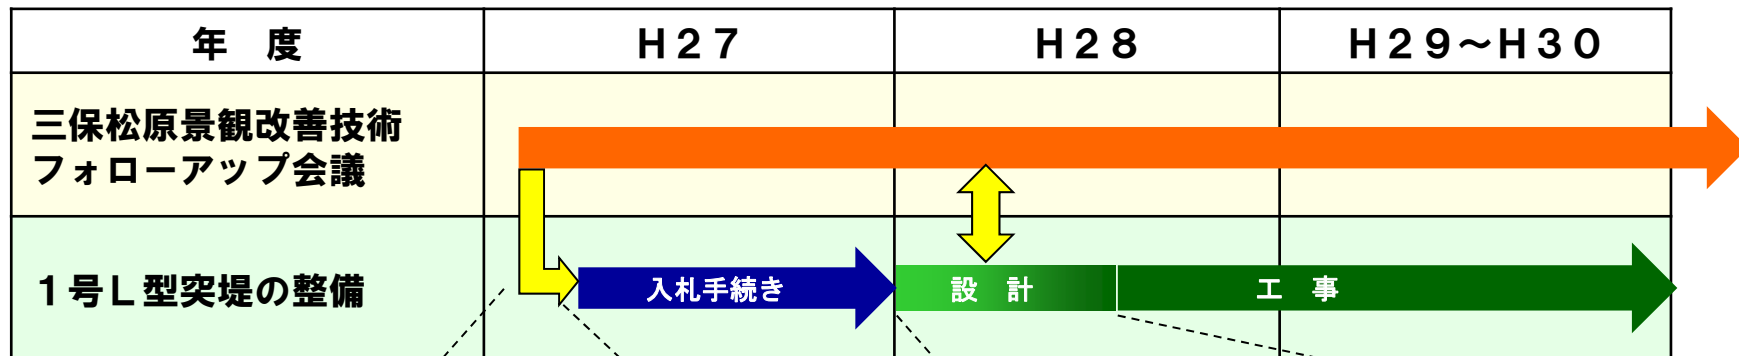 年　度
Ｈ２７
Ｈ２８
Ｈ２９～Ｈ３０
三保松原景観改善技術
フォローアップ会議
１号Ｌ型突堤の整備
入札手続き
設　計
工　事